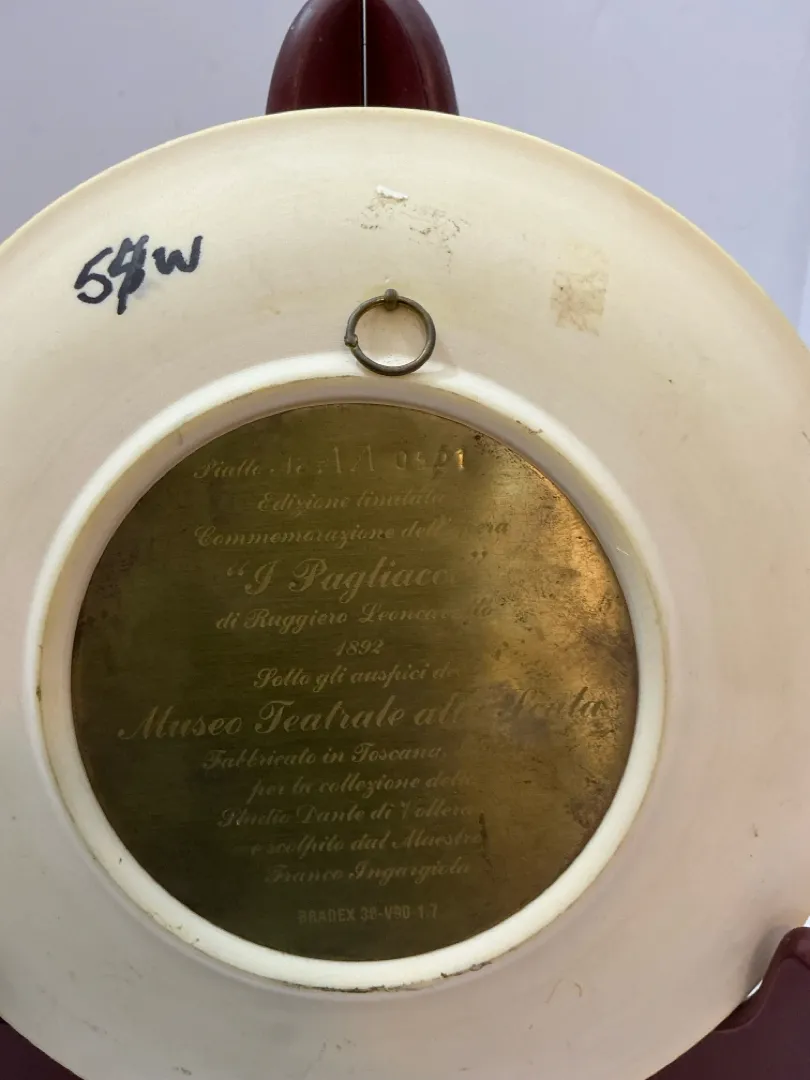 54W
Piatto No: AA 0491
Edizione limitata
Commemorazione dell'opera
"I Pagliacci"
di Ruggiero Leoncavallo
1892
Sotto gli auspici del
Museo Teatrale alla Scala
Fabbricato in Toscana,
per la collezione dello
Studio Dante di Volterra
e scolpito dal Maestro
Franco Ingargiola
BRADEX 38-V90-1.7